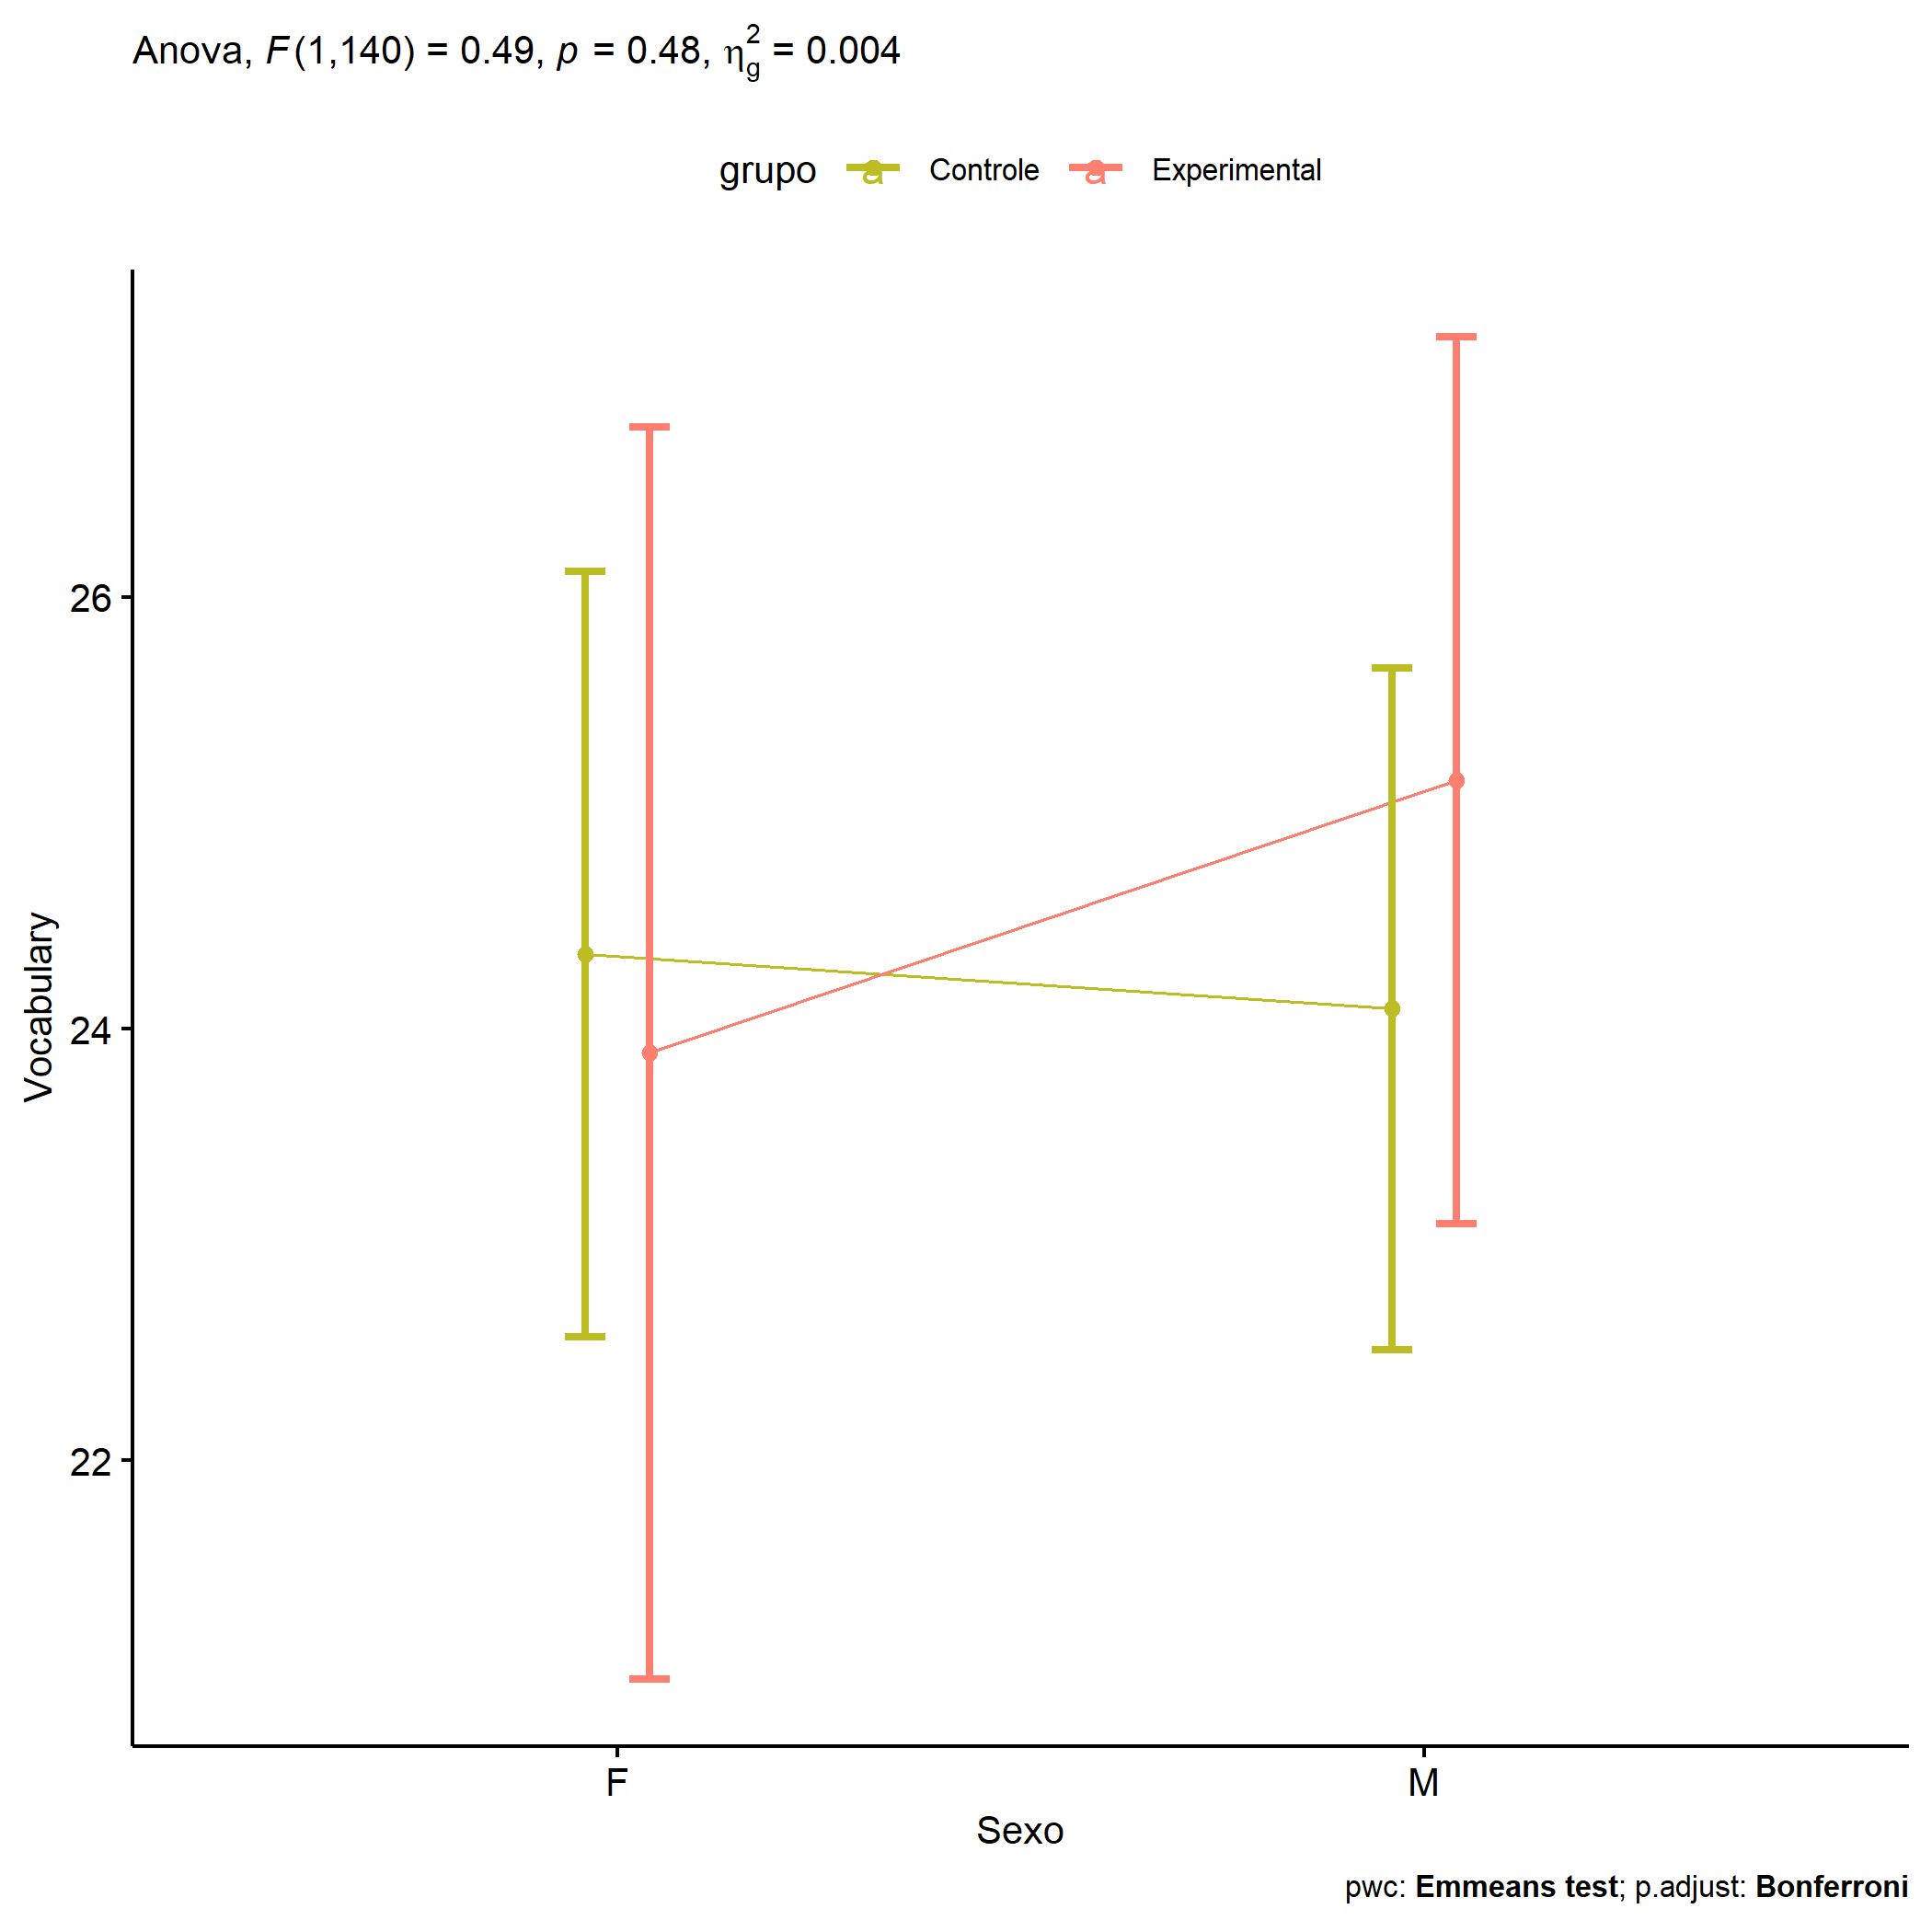 Anova, F(1,140) = 0.49, p = 0.48, η²g = 0.004
grupo a Controle a Experimental
26
24
22
Vocabulary
F M
Sexo
pwc: Emmeans test; p.adjust: Bonferroni